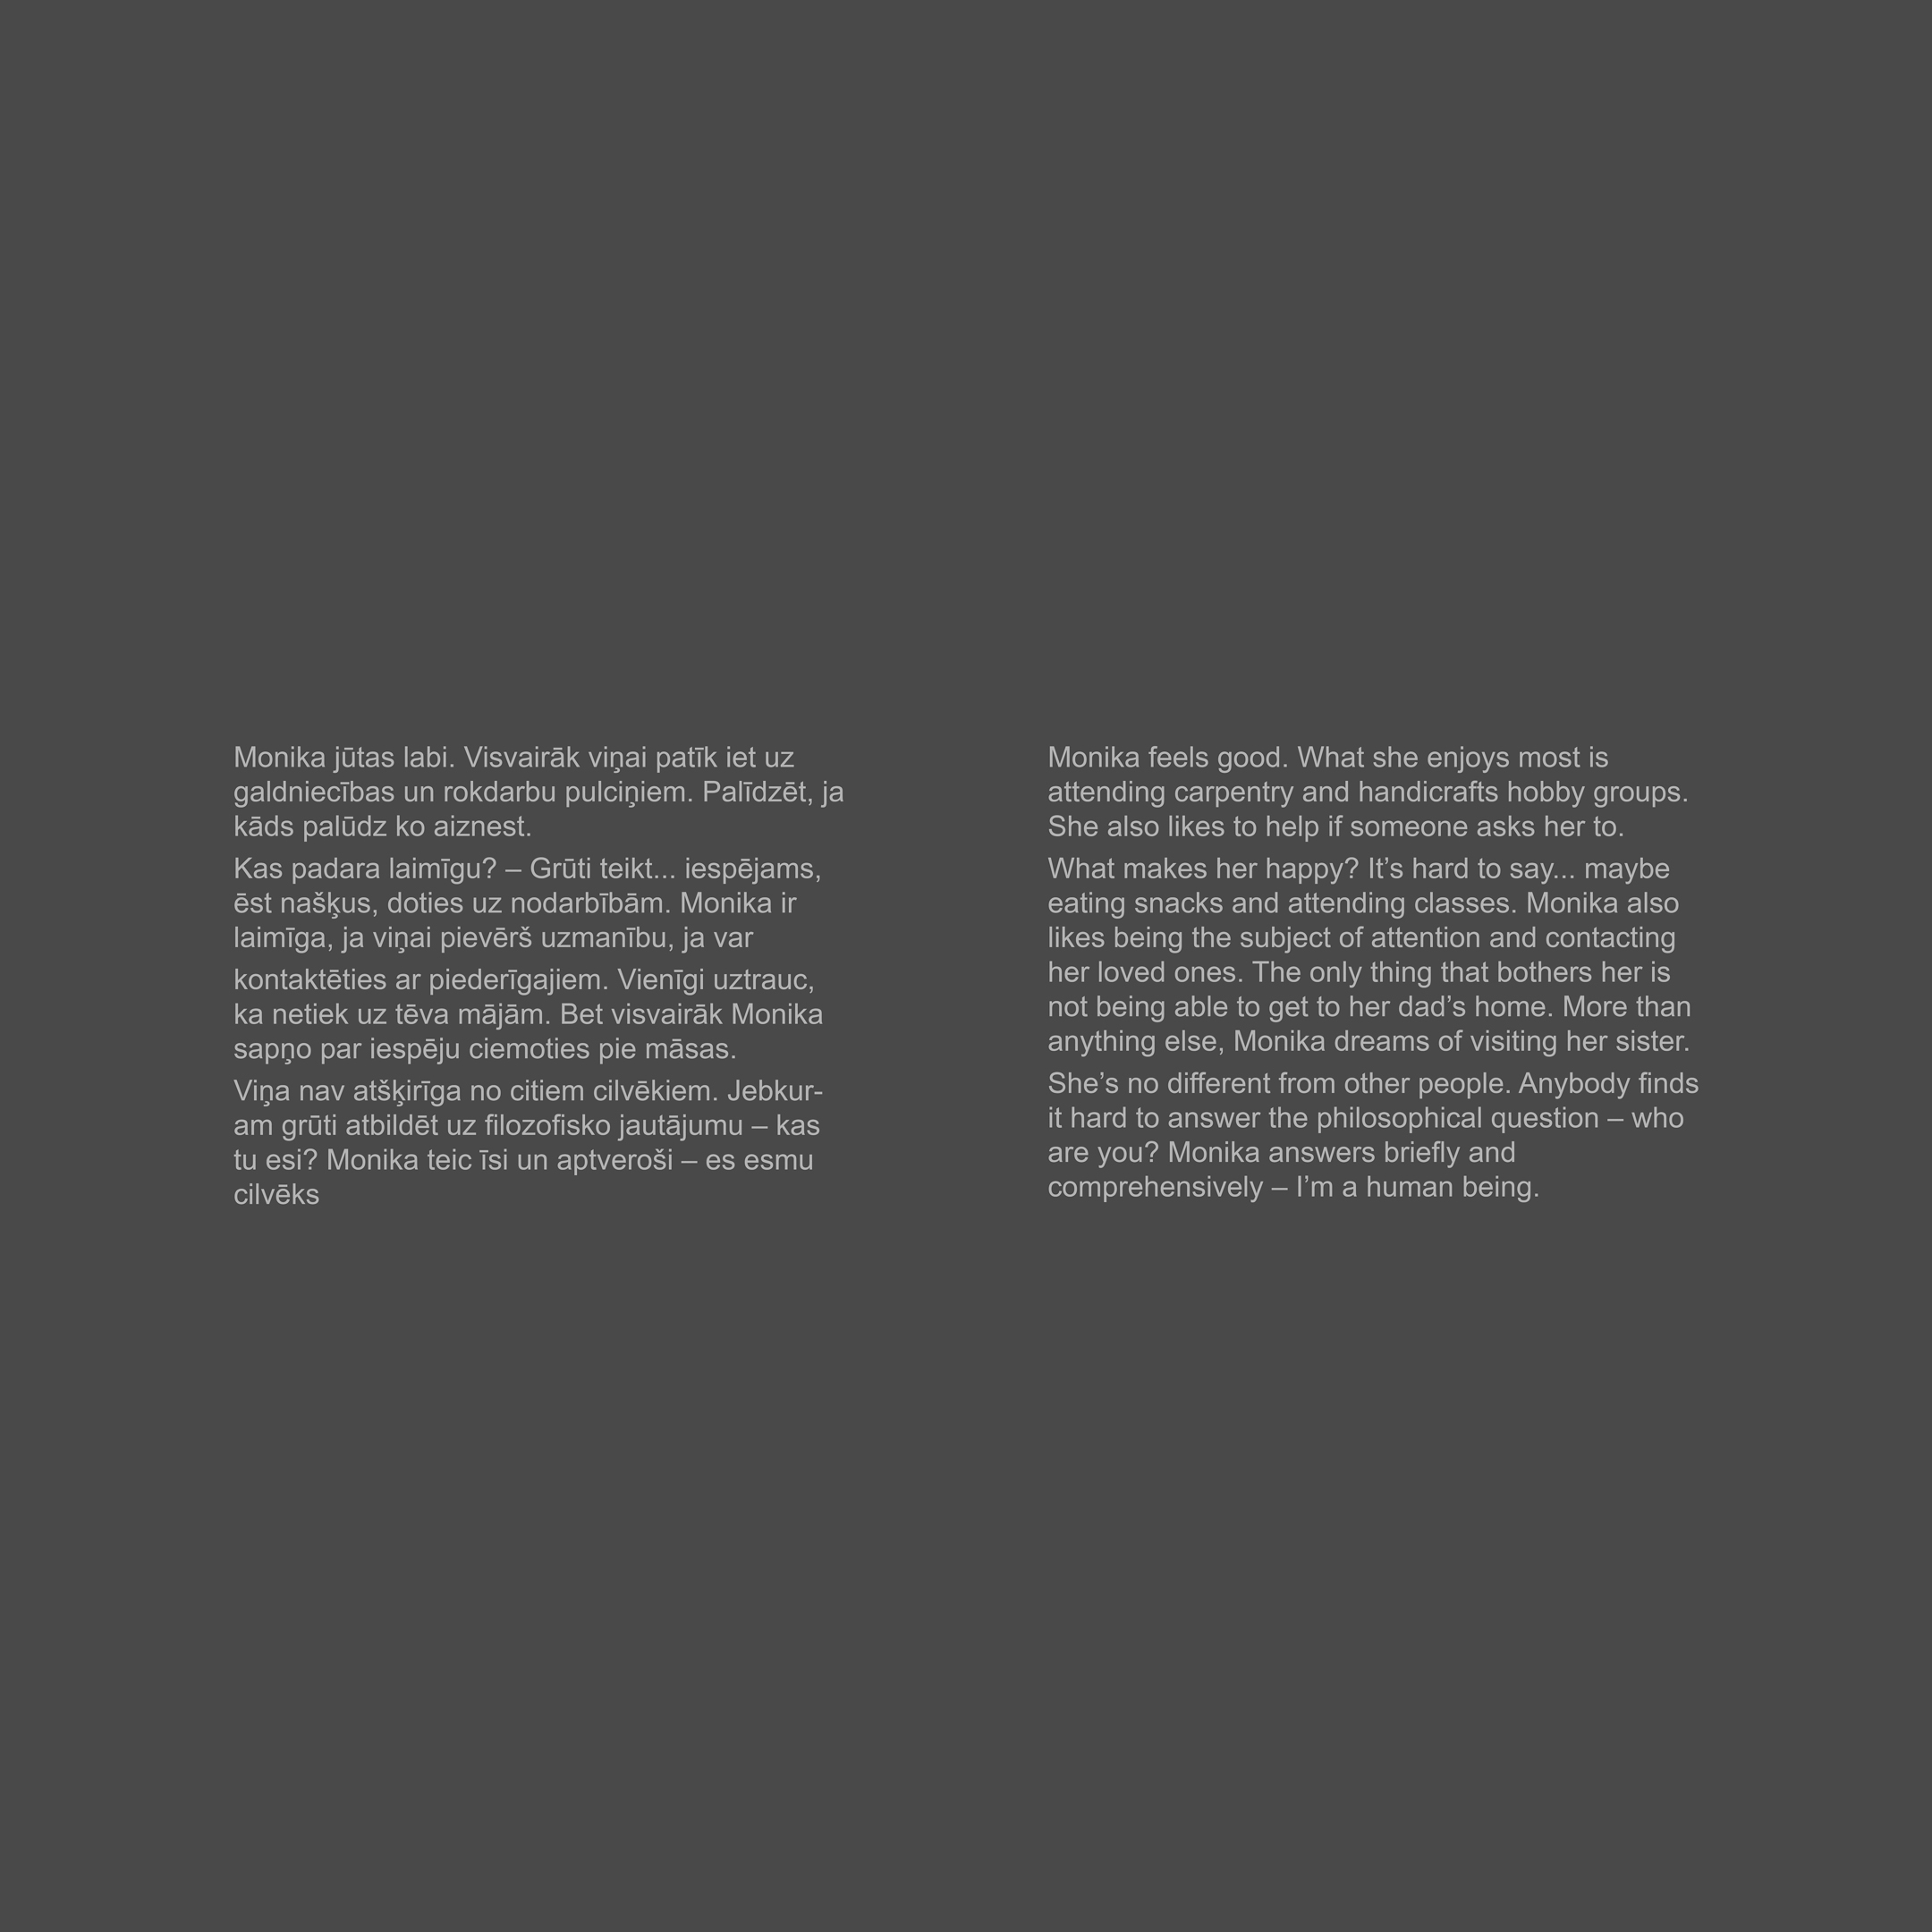 Monika jūtas labi. Visvairāk viņai patīk iet uz
galdniecības un rokdarbu pulciņiem. Palīdzēt, ja
kāds palūdz ko aiznest.
Kas padara laimīgu? – Grūti teikt... iespējams,
ēst našķus, doties uz nodarbībām. Monika ir
laimīga, ja viņai pievērš uzmanību, ja var
kontaktēties ar piederīgajiem. Vienīgi uztrauc,
ka netiek uz tēva mājām. Bet visvairāk Monika
sapņo par iespēju ciemoties pie māsas.
Viņa nav atšķirīga no citiem cilvēkiem. Jebkur-
am grūti atbildēt uz filozofisko jautājumu – kas
tu esi? Monika teic īsi un aptveroši – es esmu
cilvēks
Monika feels good. What she enjoys most is
attending carpentry and handicrafts hobby groups.
She also likes to help if someone asks her to.
What makes her happy? It’s hard to say... maybe
eating snacks and attending classes. Monika also
likes being the subject of attention and contacting
her loved ones. The only thing that bothers her is
not being able to get to her dad’s home. More than
anything else, Monika dreams of visiting her sister.
She’s no different from other people. Anybody finds
it hard to answer the philosophical question – who
are you? Monika answers briefly and
comprehensively – I’m a human being.